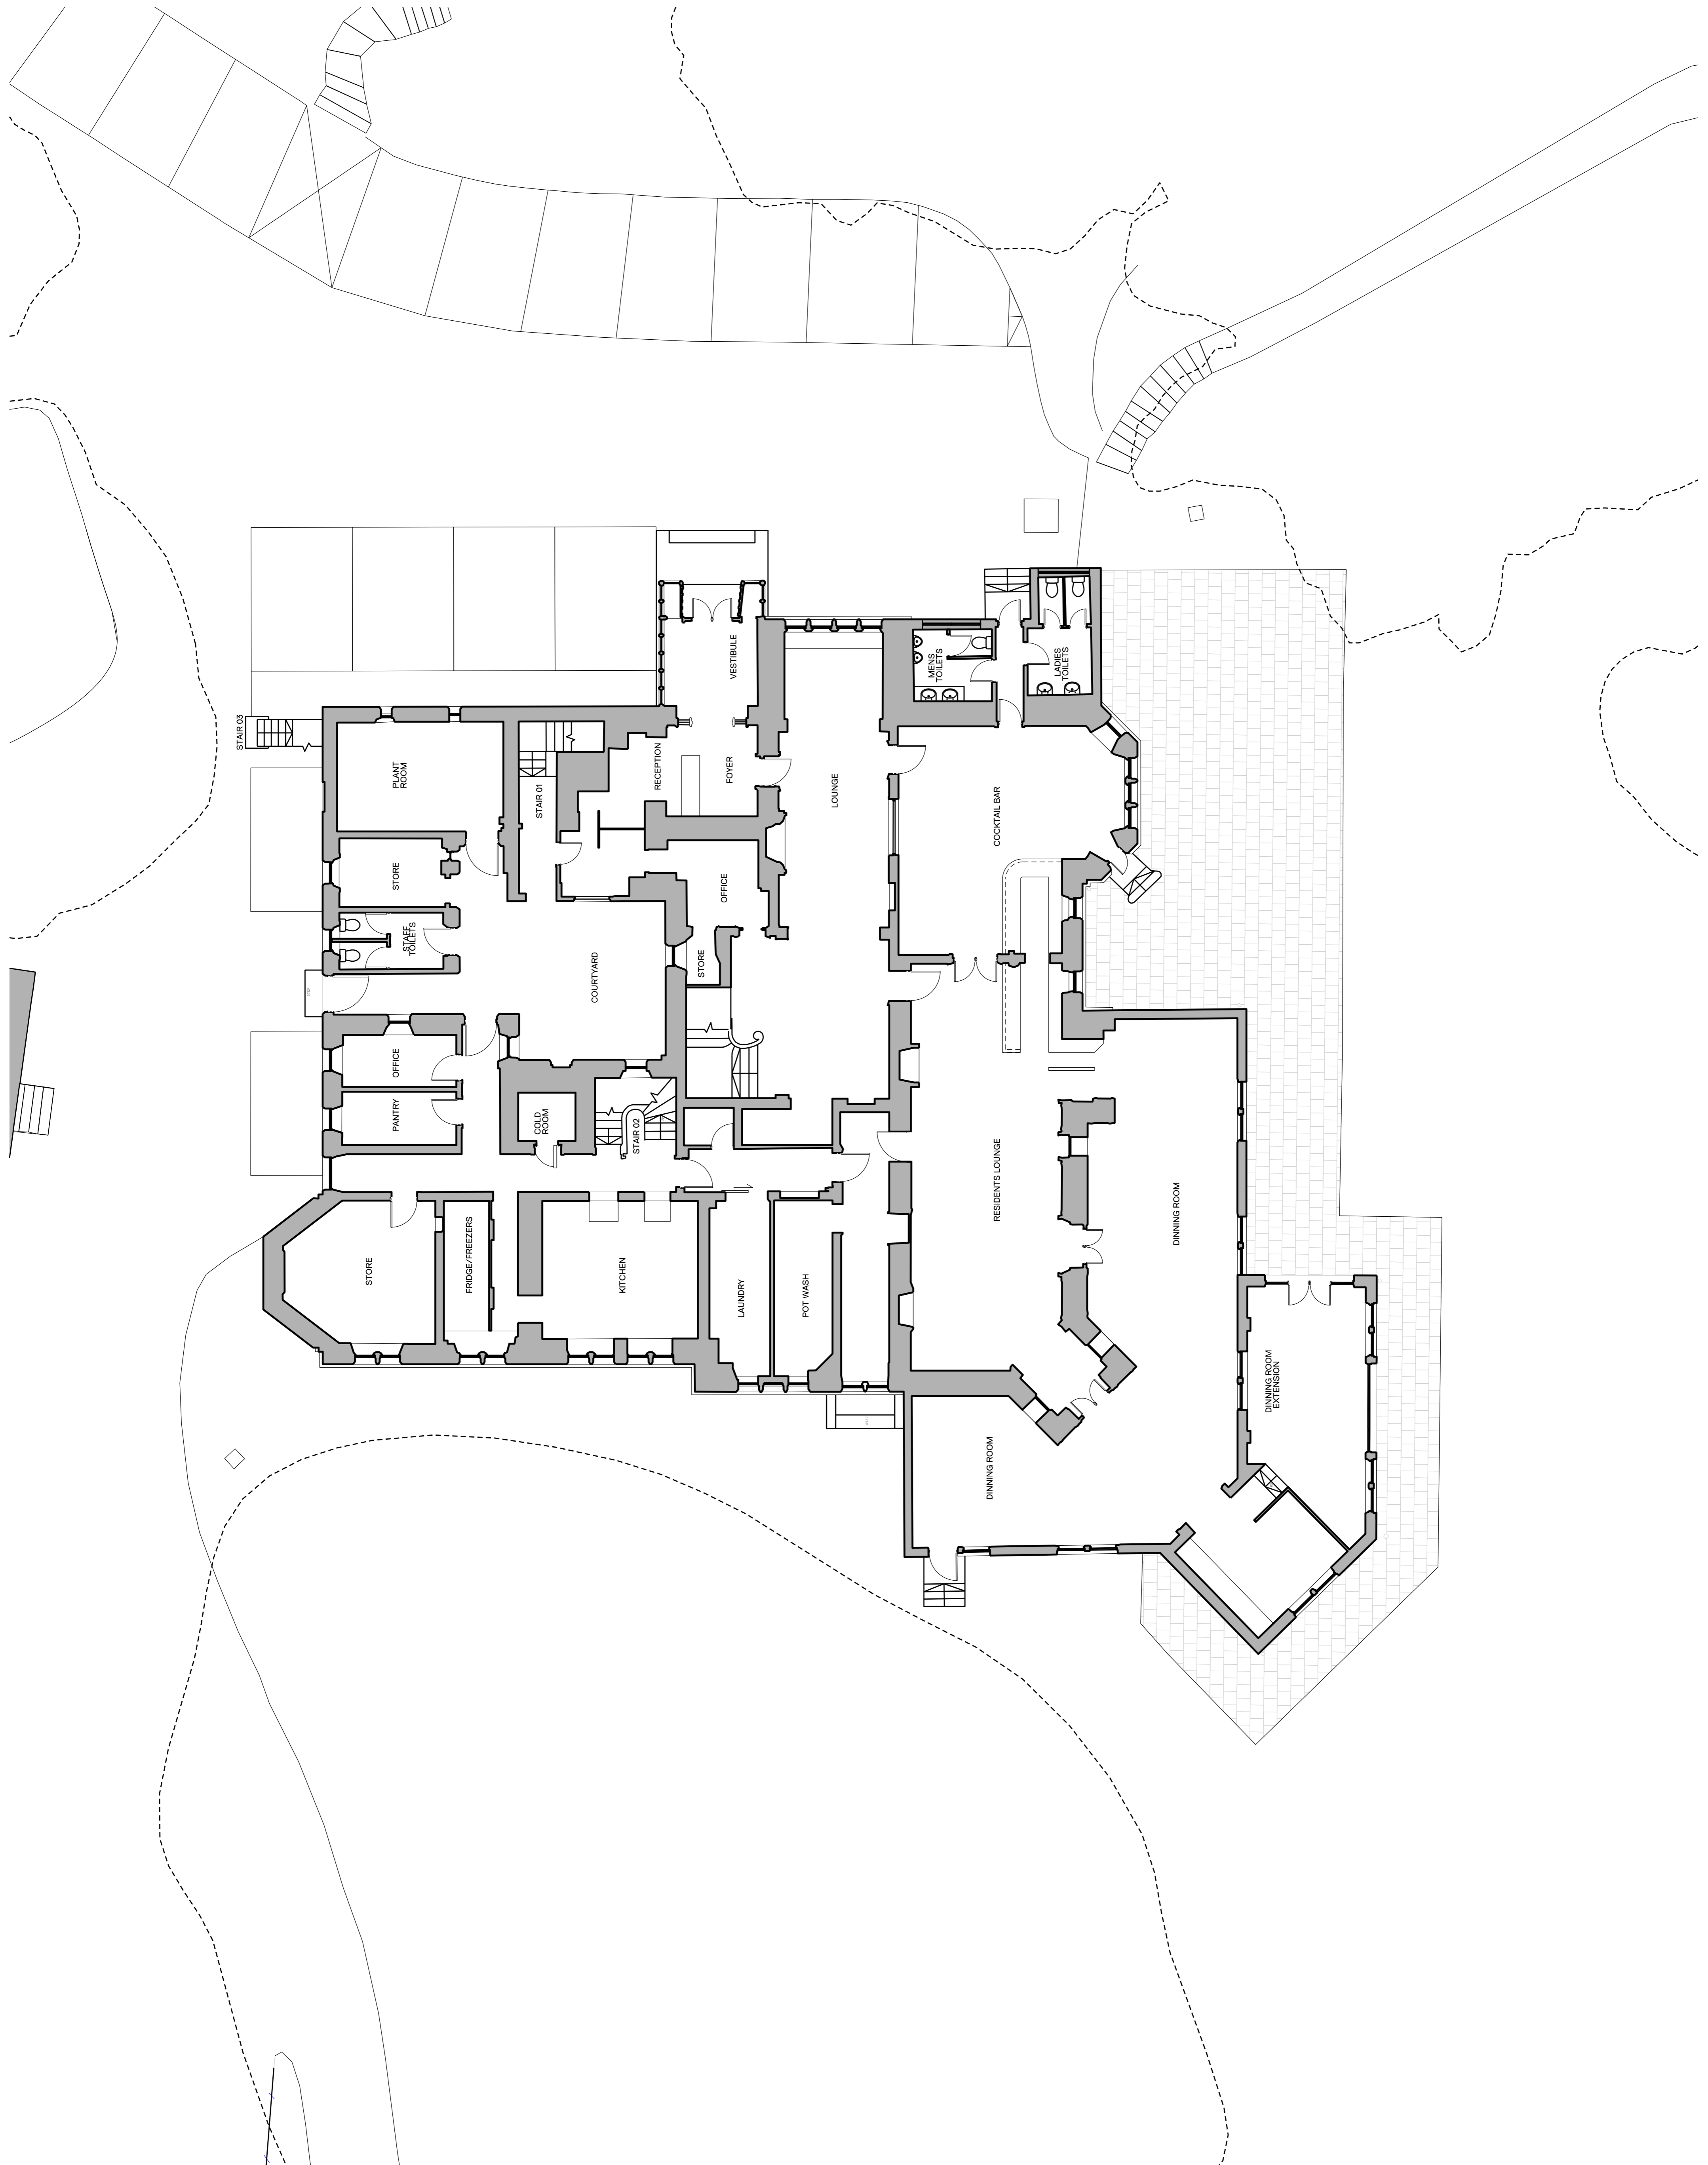 STAIR 03
PLANT
ROOM
STORE
STAFF
TOILETS
OFFICE
PANTRY
STORE
FRIDGE/FREEZERS
STAIR 01
COLD
ROOM
COURTYARD
KITCHEN
STAIR 02
RECEPTION
STORE
OFFICE
FOYER
VESTIBULE
LAUNDRY
POT WASH
LOUNGE
MENS
TOILETS
LADIES
TOILETS
COCKTAIL BAR
RESIDENTS LOUNGE
DINNING ROOM
DINNING ROOM
DINNING ROOM
EXTENSION